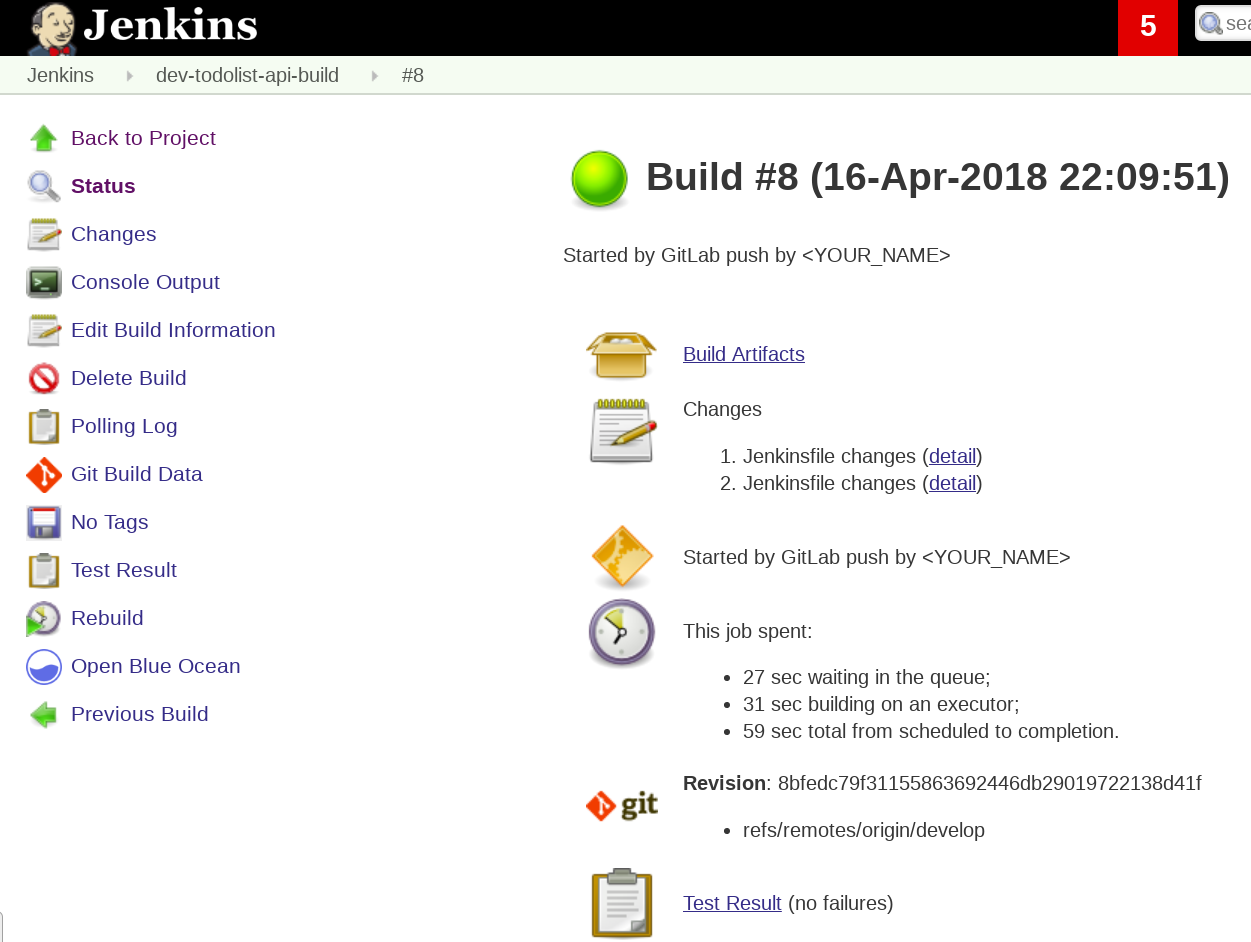 Jenkins
5
sea
Jenkins
dev-todolist-api-build
#8
Back to Project
Status
Changes
Console Output
Edit Build Information
Delete Build
Polling Log
Git Build Data
No Tags
Test Result
Rebuild
Open Blue Ocean
Previous Build
Build #8 (16-Apr-2018 22:09:51)
Started by GitLab push by <YOUR_NAME>
Build Artifacts
Changes
1. Jenkinsfile changes (detail)
2. Jenkinsfile changes (detail)
Started by GitLab push by <YOUR_NAME>
This job spent:
• 27 sec waiting in the queue;
• 31 sec building on an executor;
• 59 sec total from scheduled to completion.
git
Revision: 8bfedc79f31155863692446db29019722138d41f
• refs/remotes/origin/develop
Test Result (no failures)